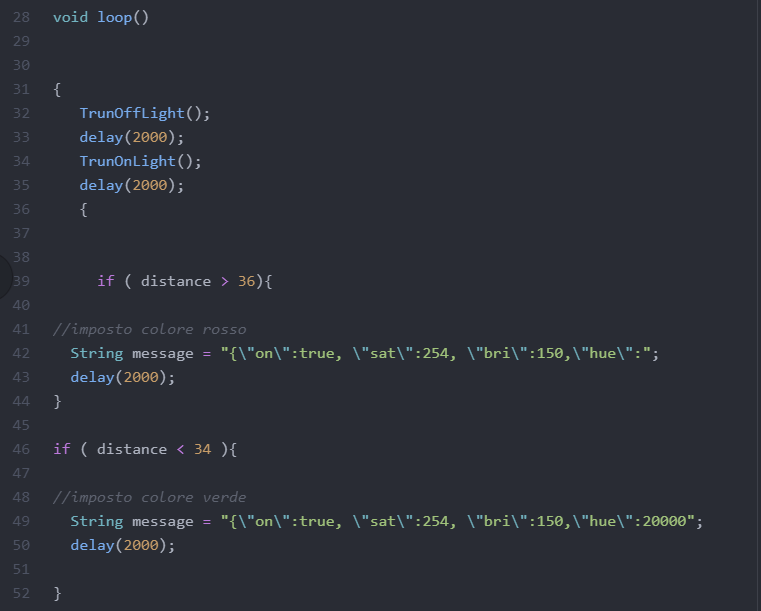 28 void loop()
29
30
31 {
32 TrunOffLight();
33 delay(2000);
34 TrunOnLight();
35 delay(2000);
36 {
37
38
39 if ( distance > 36){
40
41 //imposto colore rosso
42 String message = "{\"on\":true, \"sat\":254, \"bri\":150,\"hue\":";
43 delay(2000);
44 }
45
46 if ( distance < 34 ){
47
48 //imposto colore verde
49 String message = "{\"on\":true, \"sat\":254, \"bri\":150,\"hue\":20000";
50 delay(2000);
51
52 }